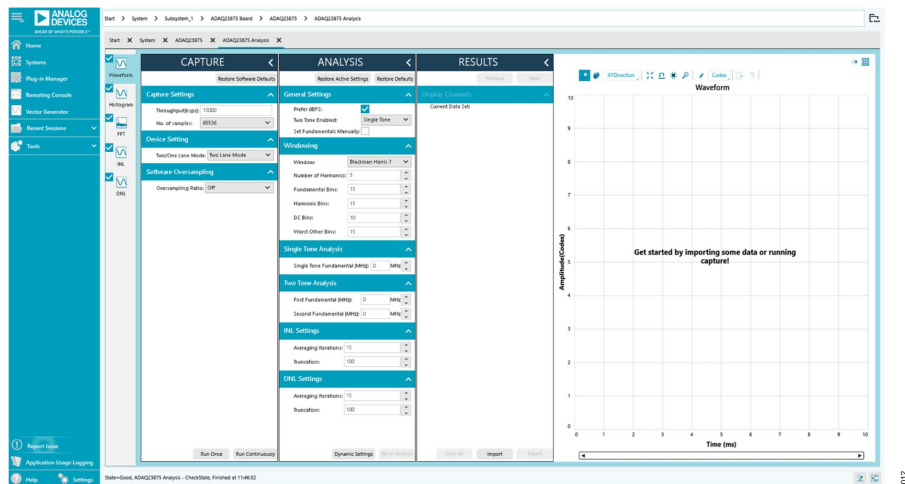 ANALOG
DEVICES
AHEAD OF WHAT'S POSSIBLE™
Start > System > Subsystem_1 > ADAQ23875 Board > ADAQ23875 > ADAQ23875 Analysis
Start X System X ADAQ23875 X ADAQ23875 Analysis X
Home
Systems
Plug-in Manager
Remoting Console
Vector Generator
Recent Sessions
Tools
Report Issue
Application Usage Logging
Help
Settings
Waveform
Histogram
FFT
INL
DNL
CAPTURE
Restore Software Defaults
Capture Settings
Throughput(ksps): 15000
No. of samples: 65536
Device Setting
Two/One Lane Mode: Two Lane Mode
Software Oversampling
Oversampling Ratio: Off
Run Once Run Continuously
ANALYSIS
Restore Active Settings Restore Defaults
General Settings
Prefer dBFS:
Two Tone Enabled: Single Tone
Set Fundamentals Manually:
Windowing
Window: Blackman Harris 7
Number of Harmonics: 5
Fundamental Bins: 15
Harmonic Bins: 15
DC Bins: 10
Worst Other Bins: 15
Single Tone Analysis
Single Tone Fundamental (MHz): 0 MHz
Two Tone Analysis
First Fundamental (MHz): 0 MHz
Second Fundamental (MHz): 0 MHz
INL Settings
Averaging Iterations: 15
Truncation: 100
DNL Settings
Averaging Iterations: 15
Truncation: 100
Dynamic Settings Rerun Analysis
RESULTS
Previous Next
Display Channels
Current Data Set:
Clear All Import Export
XYDirection
Codes
Waveform
Amplitude(Codes)
10
9
8
7
6
5
4
3
2
1
0
Get started by importing some data or running
capture!
0 1 2 3 4 5 6 7 8 9 10
Time (ms)
State=Good, ADAQ23875 Analysis - CheckState, Finished at 11:46:32
012